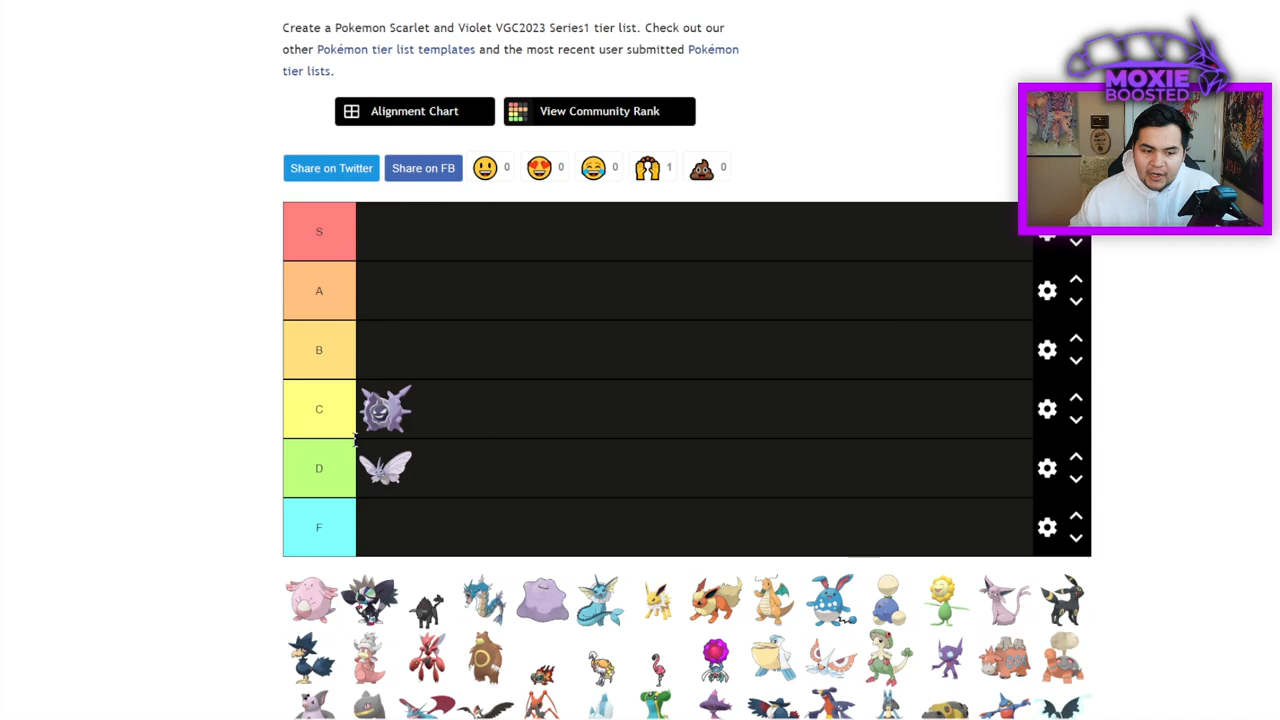 Create a Pokemon Scarlet and Violet VGC2023 Series1 tier list. Check out our
other Pokémon tier list templates and the most recent user submitted Pokémon
tier lists.
MOXIE
BOOSTED
Alignment Chart
View Community Rank
Share on Twitter
Share on FB
0
0
0
1
0
S
A
B
C
D
F